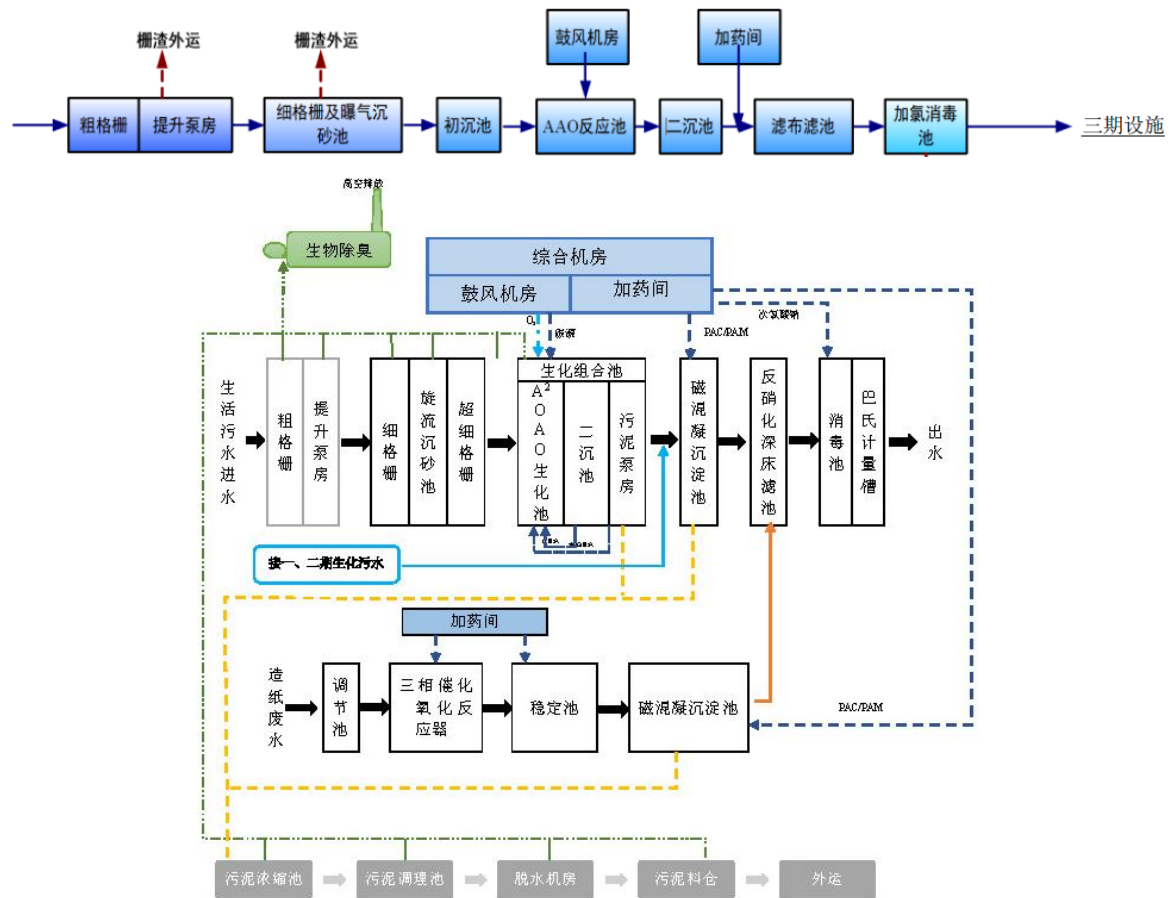 栅渣外运
栅渣外运
鼓风机房
加药间
粗格栅
提升泵房
细格栅及曝气沉
砂池
初沉池
AAO反应池
二沉池
滤布滤池
加氯消毒
池
三期设施
高空排放
生物除臭
综合机房
鼓风机房
加药间
碳源
PAC/PAM
次氯酸钠
生活污水进水
粗格栅
提升泵房
细格栅
旋流沉砂池
超细格栅
生化组合池
A²OAO生化池
二沉池
污泥泵房
磁混凝沉淀池
反硝化深床滤池
消毒池
巴氏计量槽
出水
接一、二期生化污水
加药间
造纸废水
调节池
三相催化
氧化反
应器
稳定池
磁混凝沉淀池
PAC/PAM
污泥浓缩池
污泥调理池
脱水机房
污泥料仓
外运